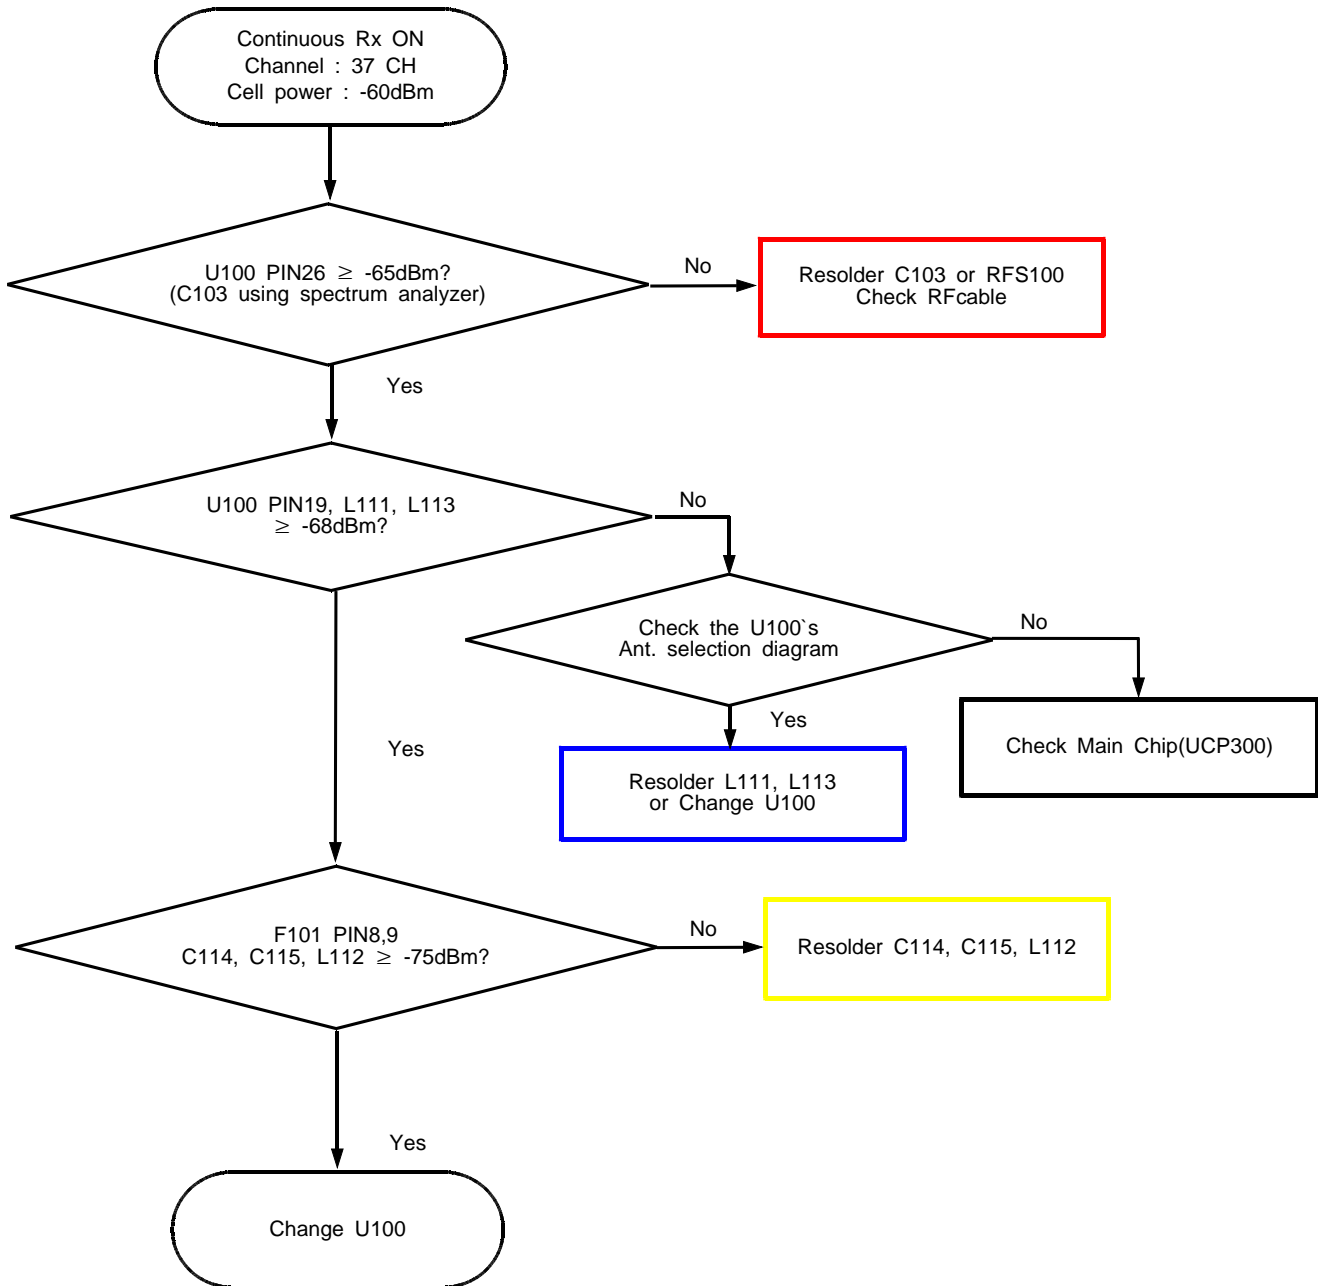 Continuous Rx ON
Channel : 37 CH
Cell power : -60dBm
U100 PIN26 ≥ -65dBm?
(C103 using spectrum analyzer)
No
Resolder C103 or RFS100
Check RFcable
Yes
U100 PIN19, L111, L113
≥ -68dBm?
No
Check the U100`s
Ant. selection diagram
No
Yes
Check Main Chip(UCP300)
Resolder L111, L113
or Change U100
Yes
F101 PIN8,9
C114, C115, L112 ≥ -75dBm?
No
Resolder C114, C115, L112
Yes
Change U100